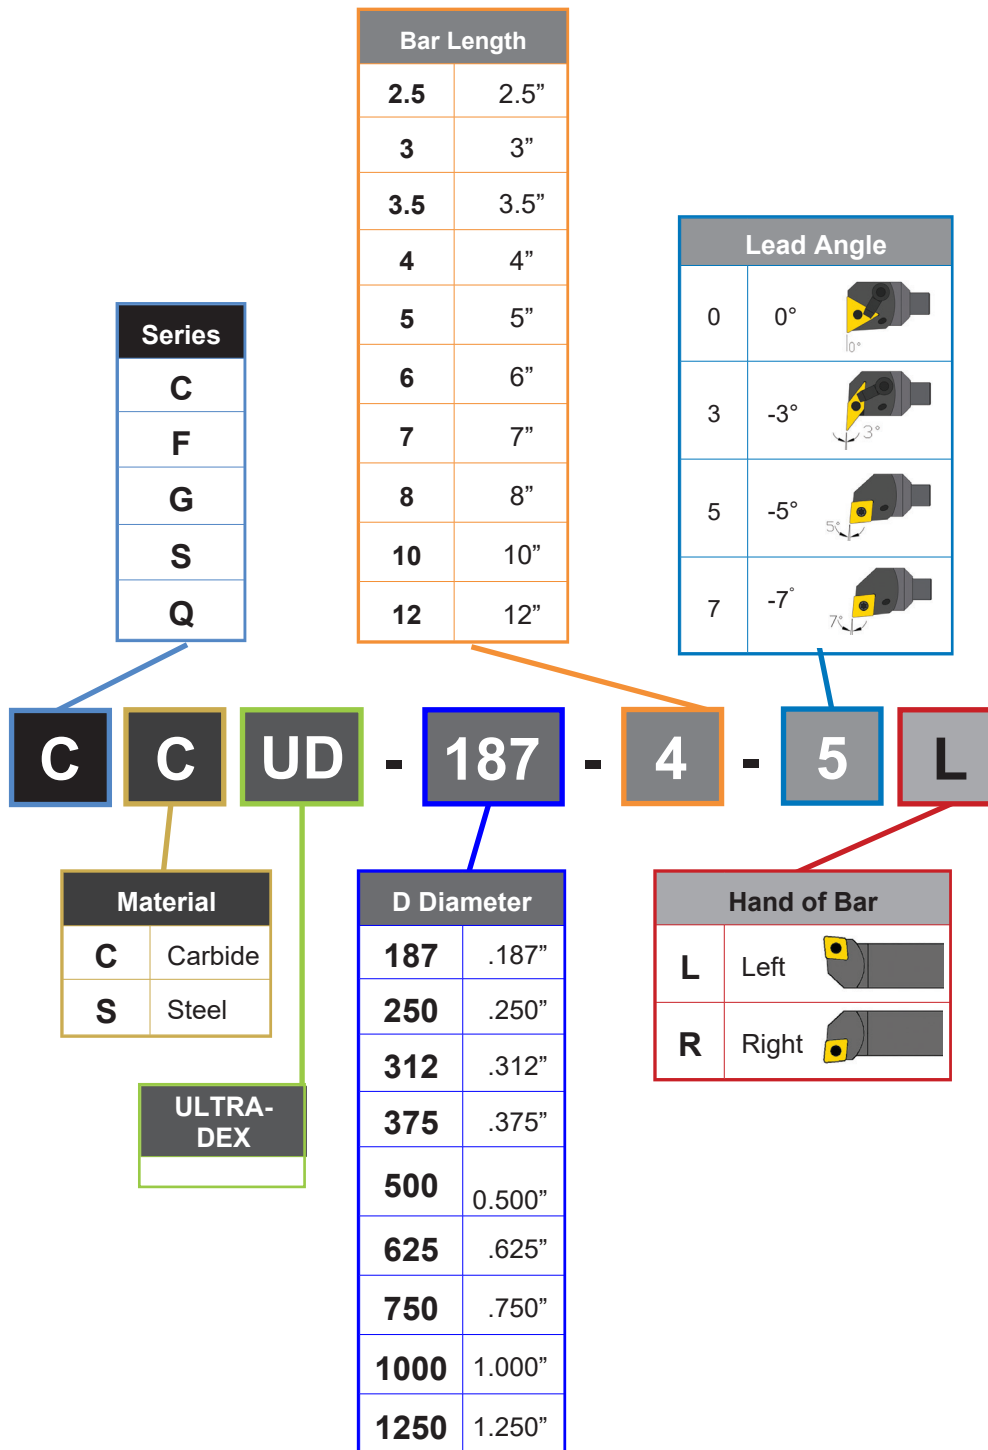 Bar Length
2.5 2.5”
3 3”
3.5 3.5”
4 4”
5 5”
6 6”
7 7”
8 8”
10 10”
12 12”
Lead Angle
0 0° 0°
3 -3° 3°
5 -5° 5°
7 -7° 7°
Series
C
F
G
S
Q
C C UD - 187 - 4 - 5 L
Material
C Carbide
S Steel
ULTRA-
DEX
D Diameter
187 .187”
250 .250”
312 .312”
375 .375”
500 0.500”
625 .625”
750 .750”
1000 1.000”
1250 1.250”
Hand of Bar
L Left
R Right